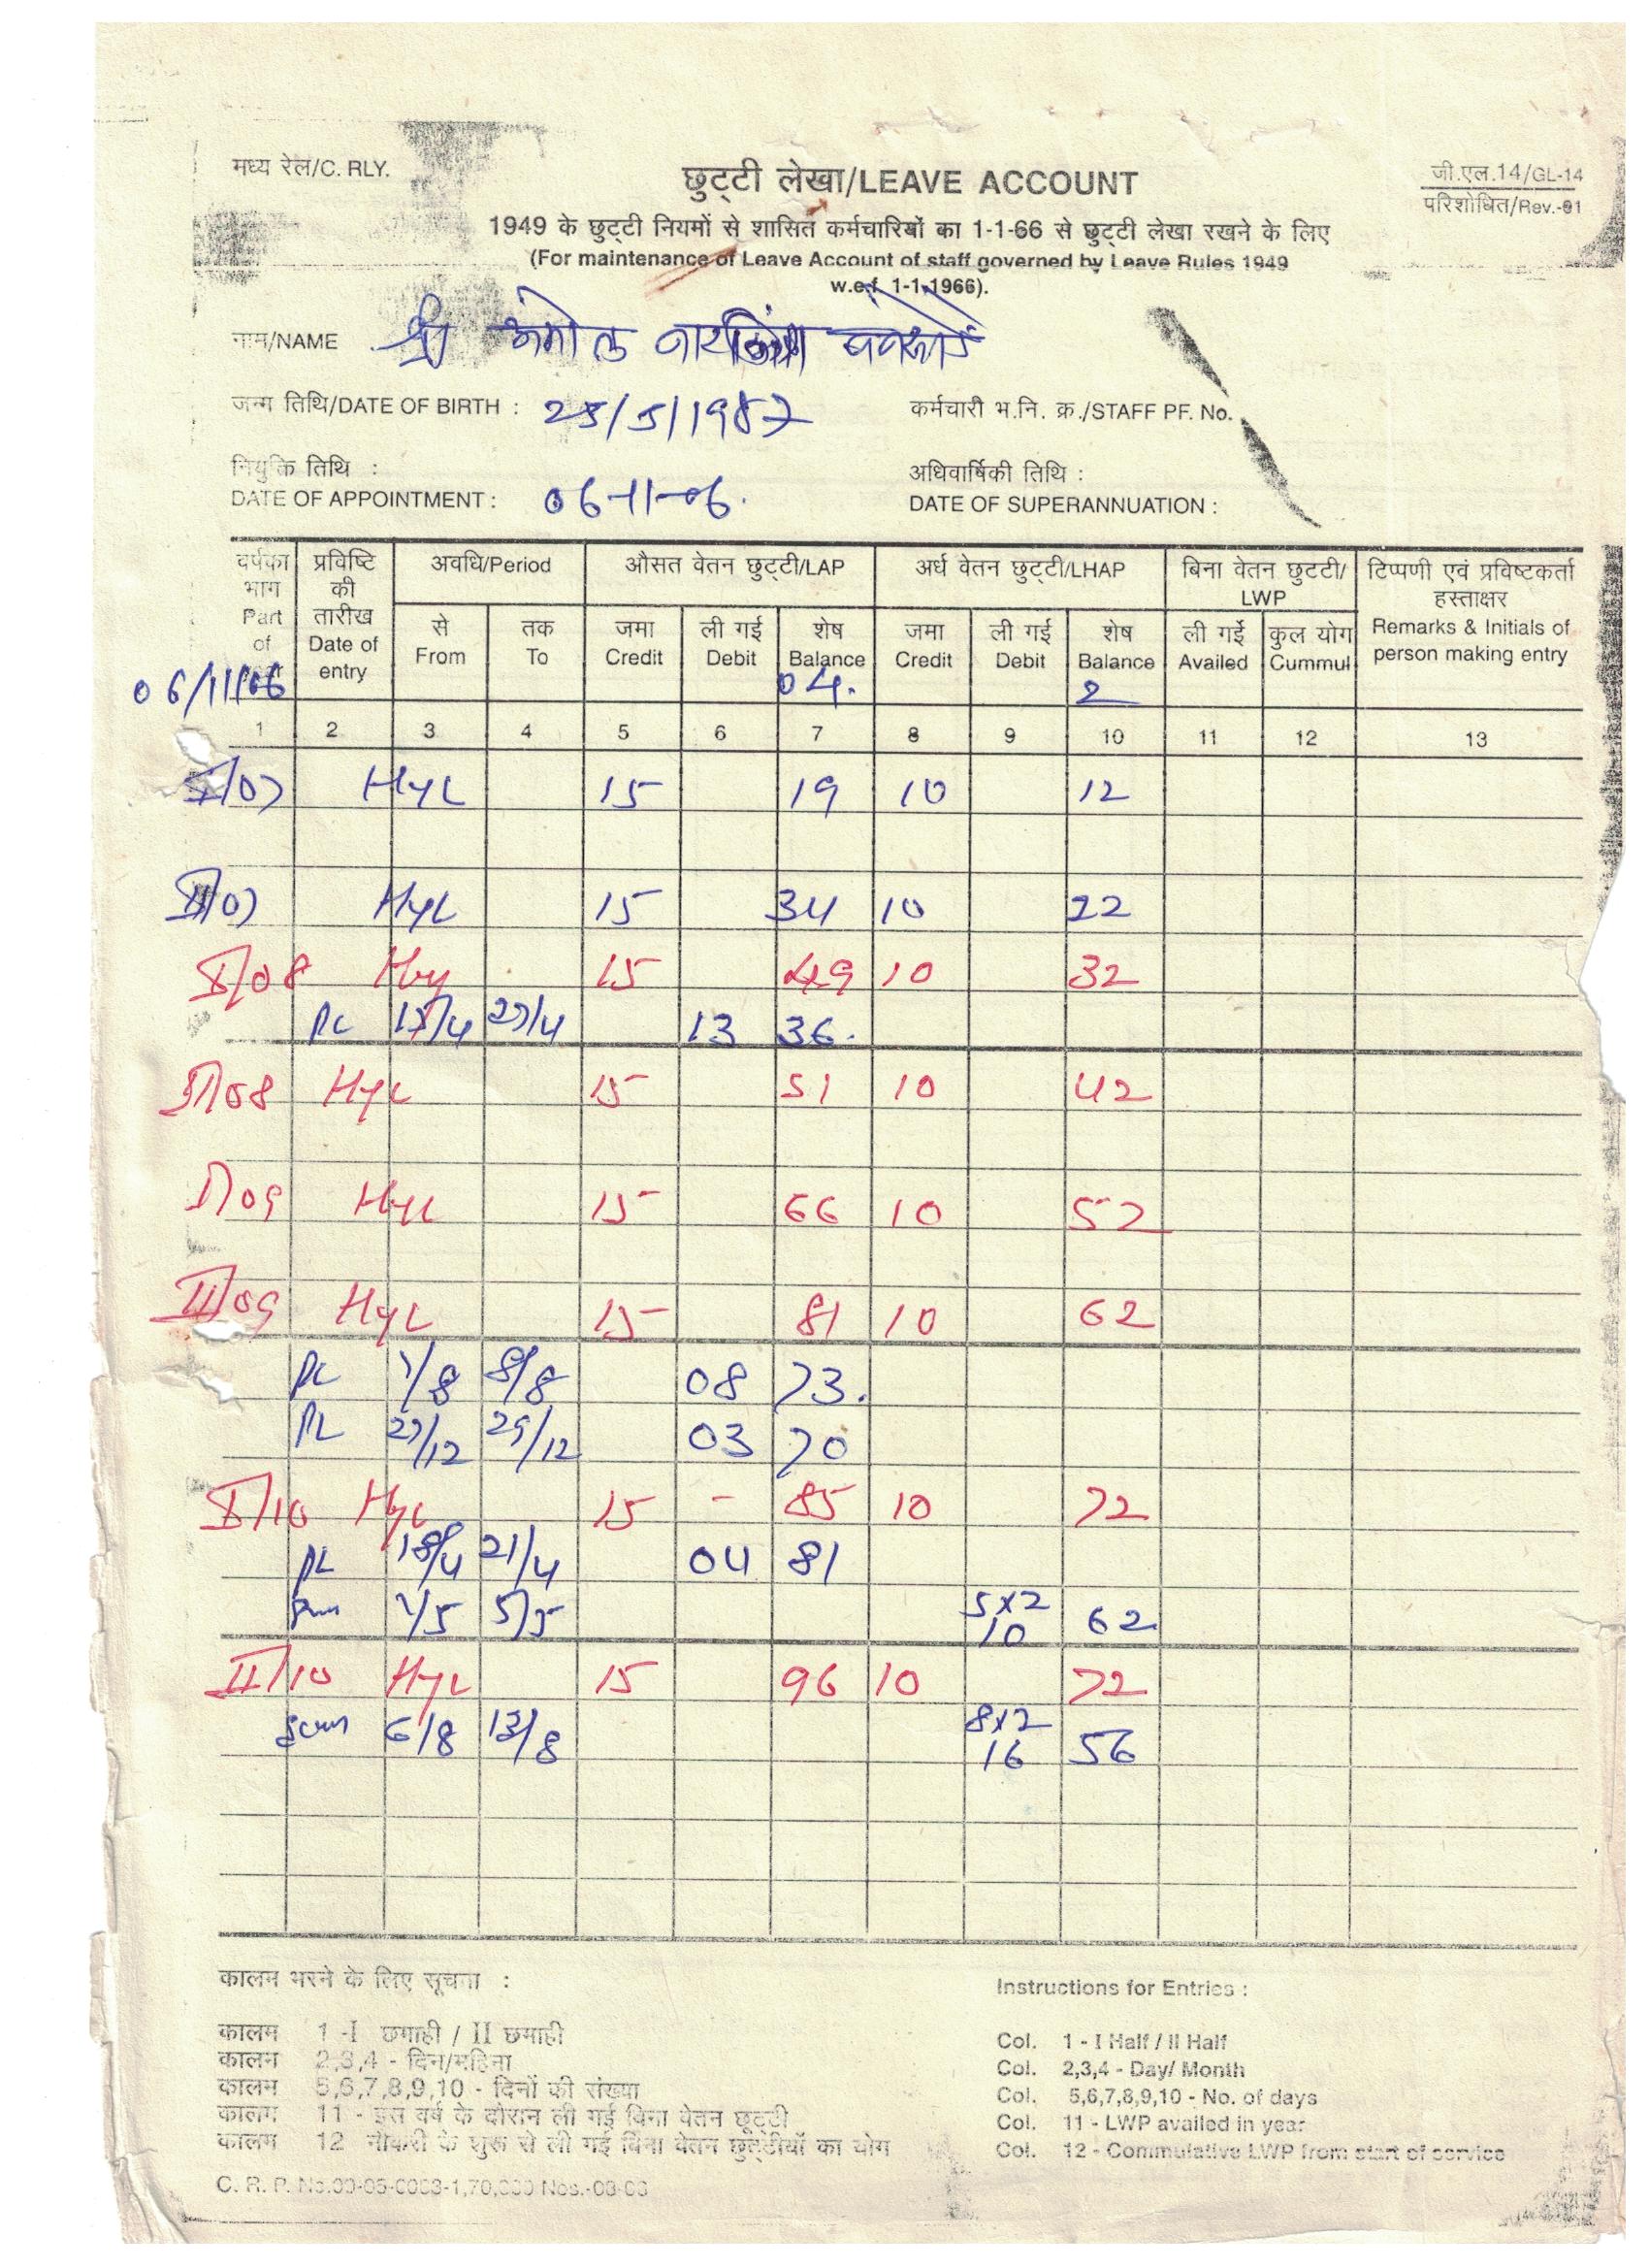 मध्य रेल/C. RLY.
छुट्टी लेखा/LEAVE ACCOUNT
जी.एल.14/GL-14
परिशोधित/Rev.-91
1949 के छुट्टी नियमों से शासित कर्मचारियों का 1-1-66 से छुट्टी लेखा रखने के लिए
(For maintenance of Leave Account of staff governed by Leave Rules 1949
w.e.f. 1-1-1966).
नाम/NAME श्री
जन्म तिथि/DATE OF BIRTH : 25/5/1987 कर्मचारी भ.नि. क्र./STAFF PF. No.
नियुक्ति तिथि : अधिवार्षिकी तिथि :
DATE OF APPOINTMENT : 06-11-06. DATE OF SUPERANNUATION :
वर्षका भाग Part of प्रविष्टि की तारीख Date of entry अवधि/Period औसत वेतन छुट्टी/LAP अर्ध वेतन छुट्टी/LHAP बिना वेतन छुटटी/ LWP टिप्पणी एवं प्रविष्टकर्ता हस्ताक्षर Remarks & Initials of person making entry
से From तक To जमा Credit ली गई Debit शेष Balance जमा Credit ली गई Debit शेष Balance ली गई Availed कुल योग Cummul
06/11/06 04. 2
1 2 3 4 5 6 7 8 9 10 11 12 13
I/07 HYL 15 19 10 12
II/07 HYL 15 34 10 22
I/08 Hy 15 49 10 32
PL 15/4 27/4 13 36.
II/08 HYL 15 51 10 42
I/09 HYL 15 66 10 52
II/09 HYL 15 81 10 62
PL 1/8 8/8 08 73.
PL 27/12 29/12 03 70
I/10 HYL 15 - 85 10 72
PL 18/4 21/4 04 81
1/5 5/5 5x2 10 62
II/10 HYL 15 96 10 72
6/8 13/8 8x2 16 56
कालम भरने के लिए सूचना :
कालम 1 -I छमाही / II छमाही
कालम 2,3,4 - दिन/महिना
कालम 5,6,7,8,9,10 - दिनों की संख्या
कालम 11 - इस वर्ष के दौरान ली गई बिना वेतन छुट्टी
कालम 12 नौकरी के शुरू से ली गई बिना वेतन छुट्टीयों का योग
Instructions for Entries :
Col. 1 - I Half / II Half
Col. 2,3,4 - Day/ Month
Col. 5,6,7,8,9,10 - No. of days
Col. 11 - LWP availed in year
Col. 12 - Commulative LWP from start of service